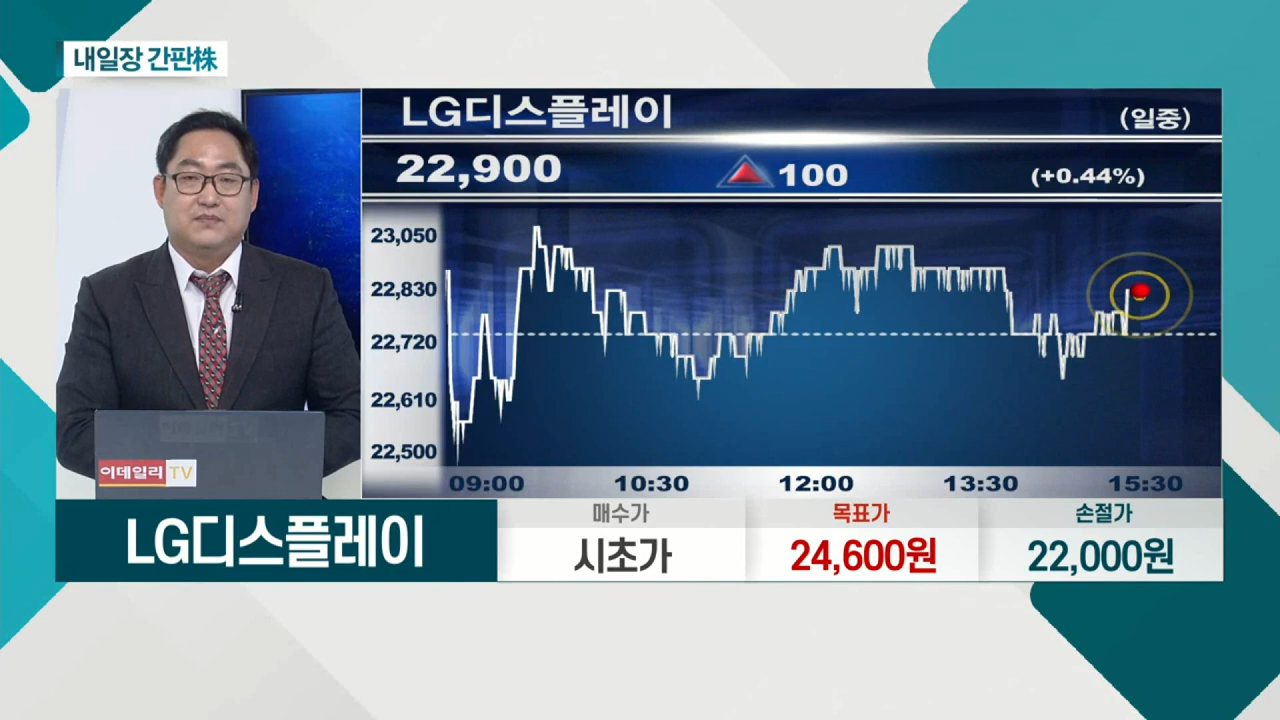 내일장 간판株
LG디스플레이
(일중)
22,900
100
(+0.44%)
23,050
22,830
22,720
22,610
22,500
09:00
10:30
12:00
13:30
15:30
이데일리 TV
LG디스플레이
매수가
시초가
목표가
24,600원
손절가
22,000원